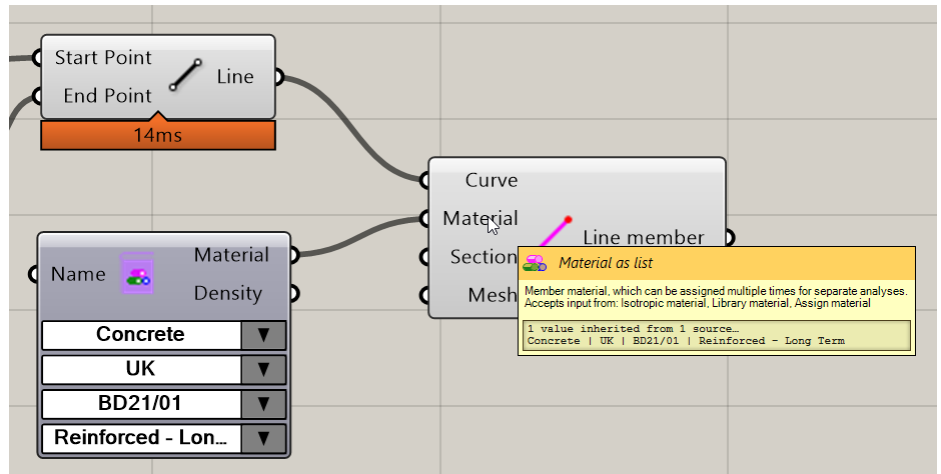 Start Point
Line
End Point
14ms
Curve
Material
Line member
Section
Mesh
Material as list
Member material, which can be assigned multiple times for separate analyses.
Accepts input from: Isotropic material, Library material, Assign material
1 value inherited from 1 source…
Concrete | UK | BD21/01 | Reinforced - Long Term
Name
Material
Density
Concrete
UK
BD21/01
Reinforced - Lon...